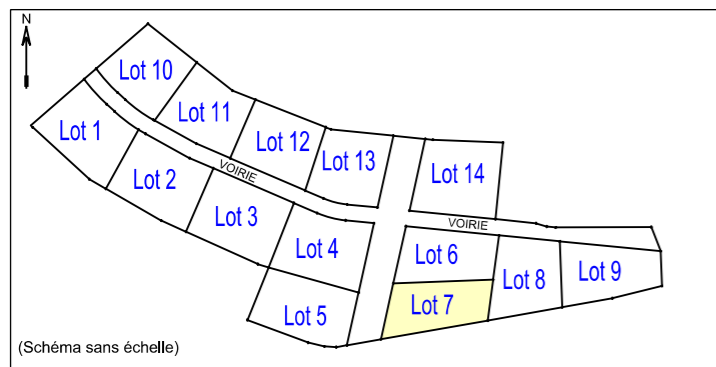 N
Lot 10
Lot 1
Lot 11
Lot 12
Lot 13
Lot 14
Lot 2
VOIRIE
Lot 3
Lot 4
VOIRIE
Lot 6
Lot 8
Lot 9
Lot 7
Lot 5
(Schéma sans échelle)